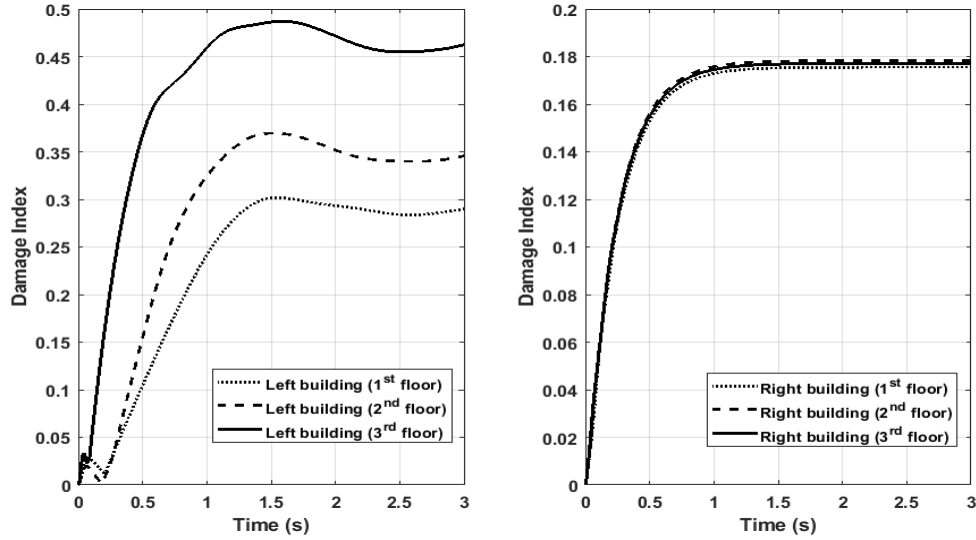 Damage Index
0.5
0.45
0.4
0.35
0.3
0.25
0.2
0.15
0.1
0.05
0
Left building (1st floor)
Left building (2nd floor)
Left building (3rd floor)
0 0.5 1 1.5 2 2.5 3
Time (s)
Damage Index
0.2
0.18
0.16
0.14
0.12
0.1
0.08
0.06
0.04
0.02
0
Right building (1st floor)
Right building (2nd floor)
Right building (3rd floor)
0 0.5 1 1.5 2 2.5 3
Time (s)